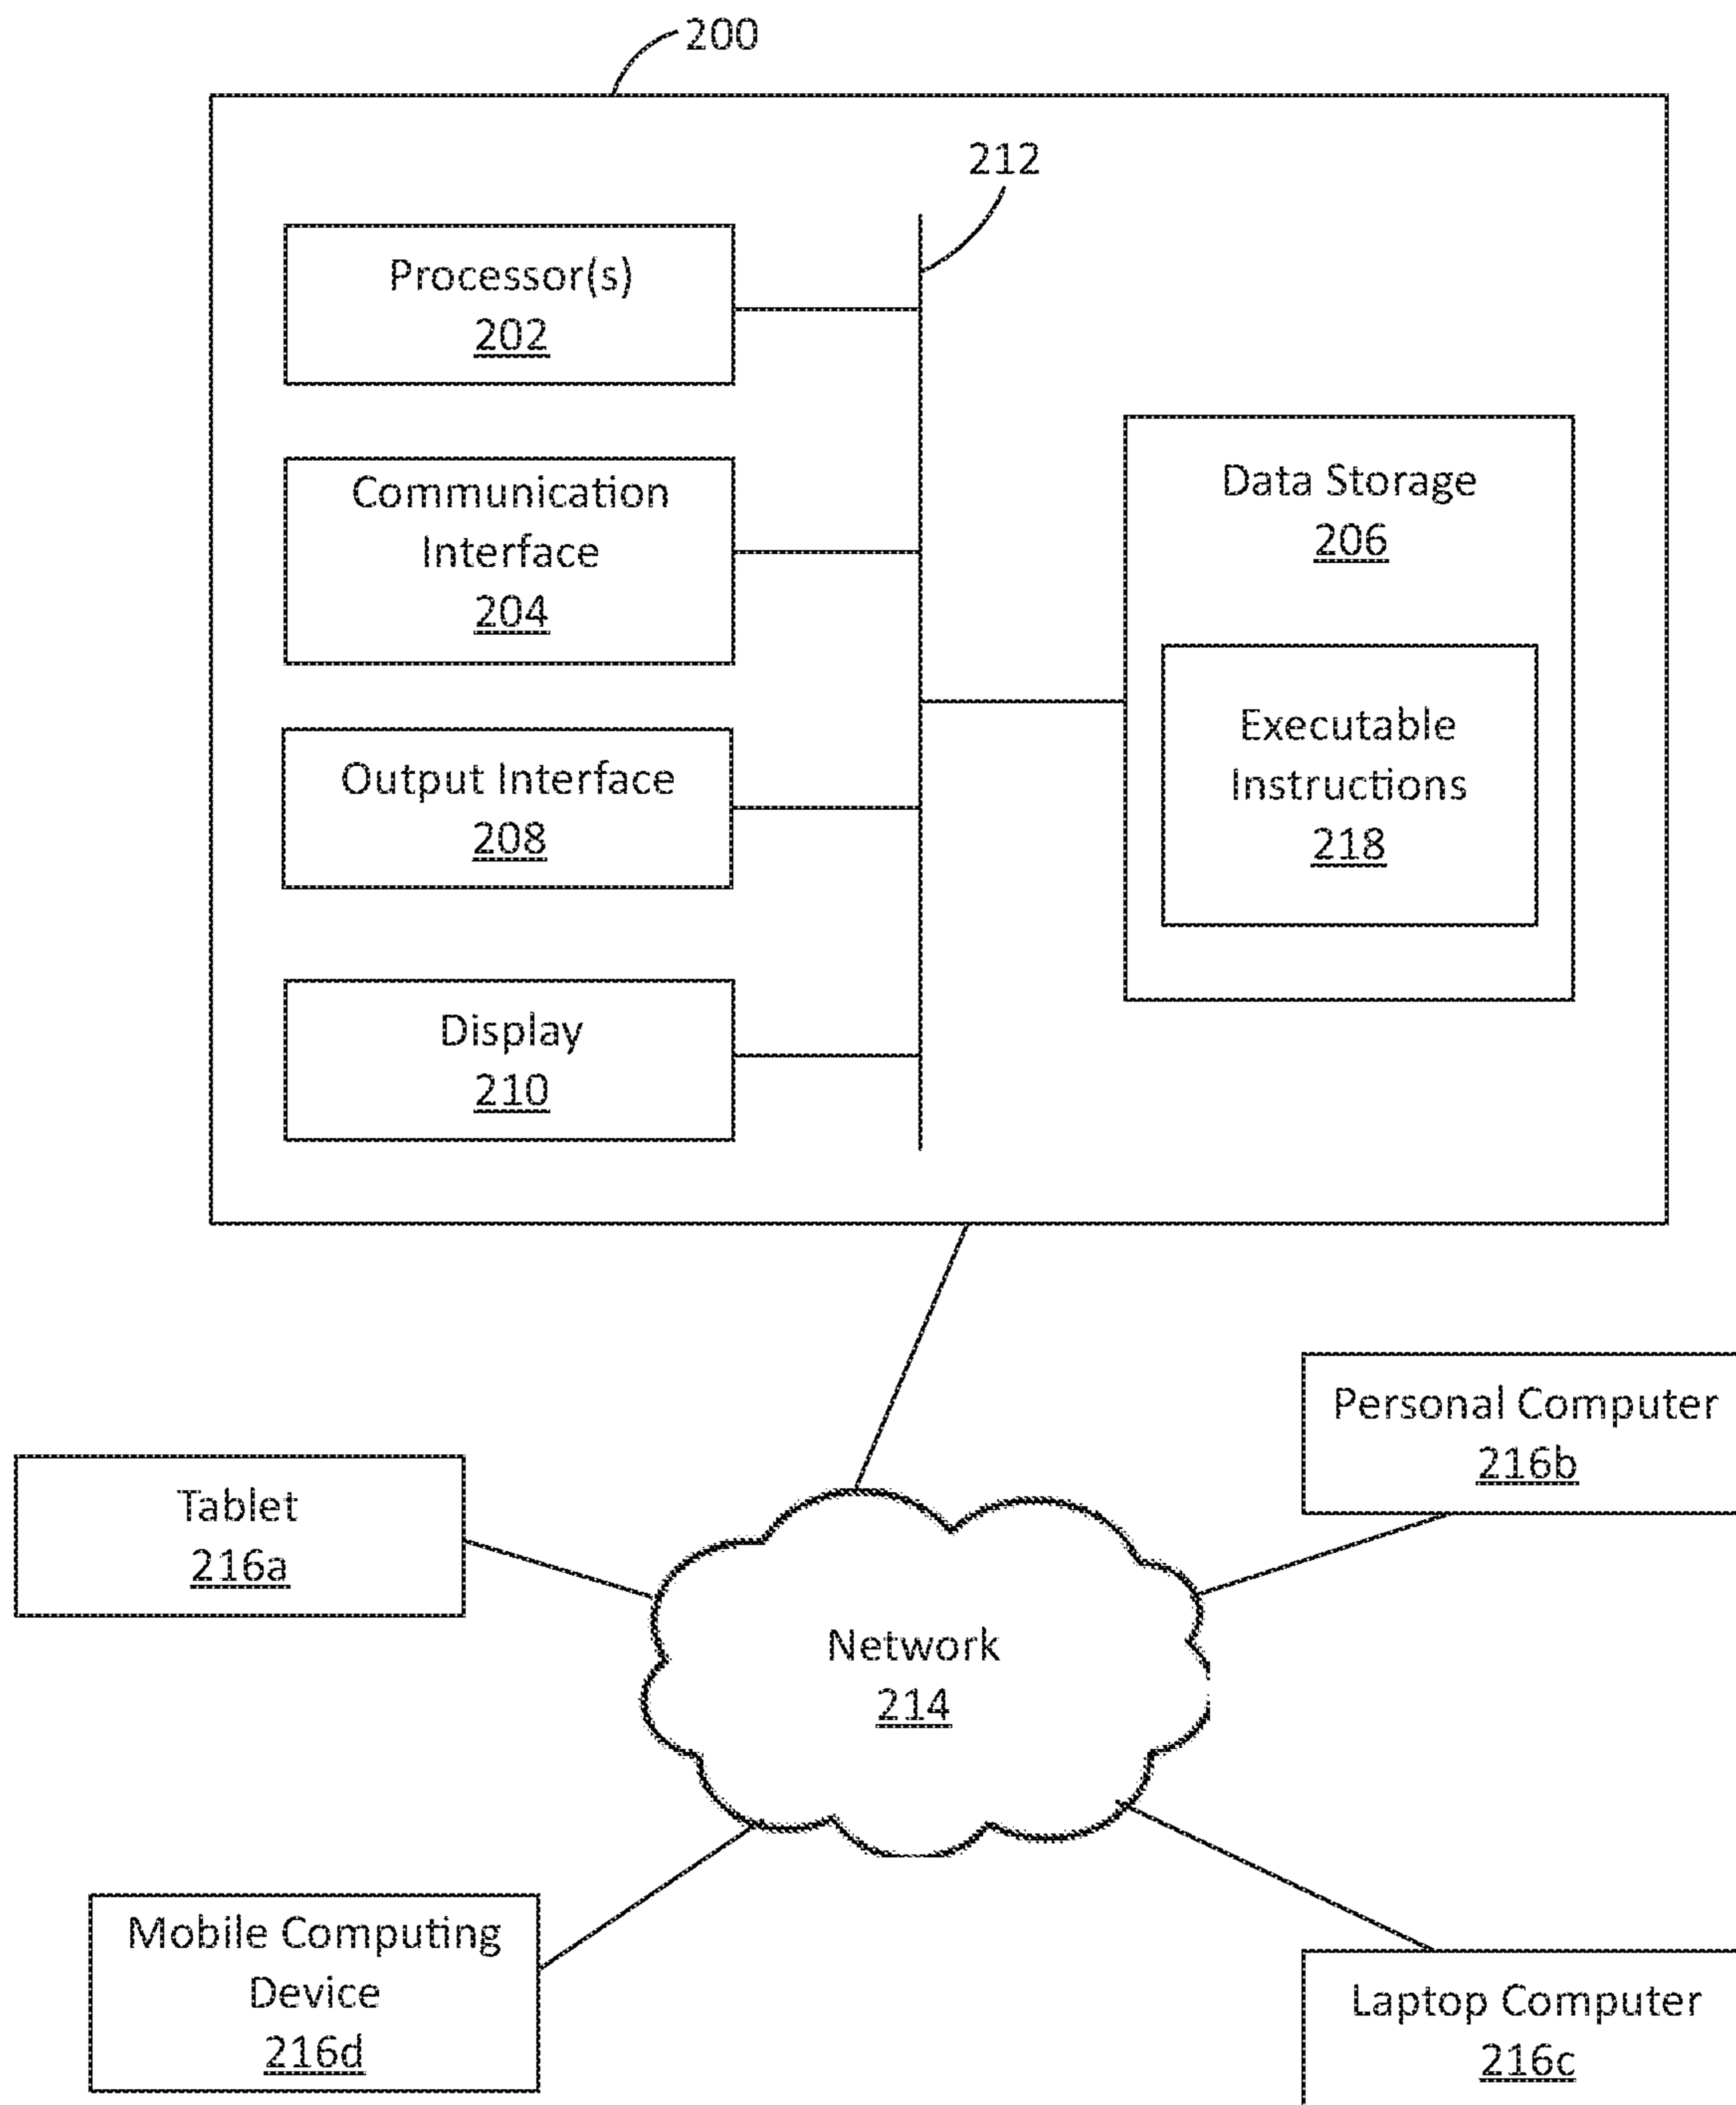 200
212
Processor(s)
202
Communication
Interface
204
Output Interface
208
Display
210
Data Storage
206
Executable
Instructions
218
Personal Computer
216b
Tablet
216a
Network
214
Mobile Computing
Device
216d
Laptop Computer
216c